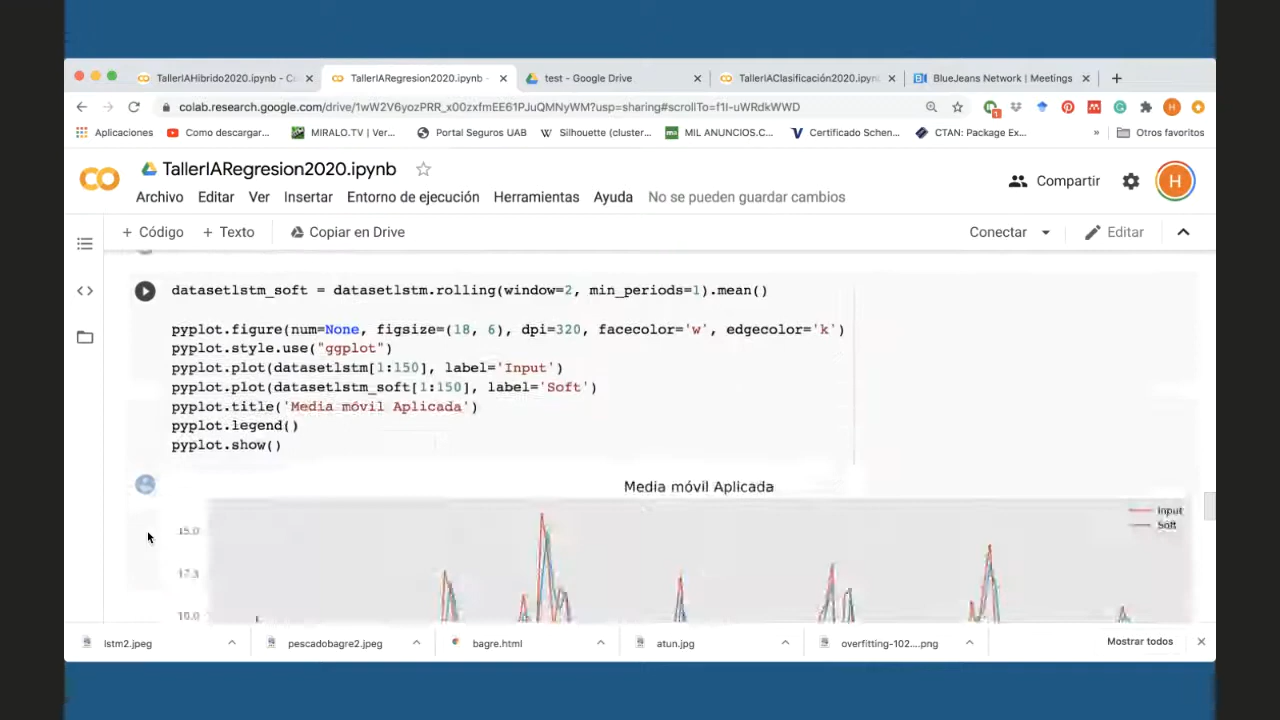 TallerIAHibrido2020.ipynb - C
TallerIARegresion2020.ipynb -
test - Google Drive
TallerIAClasificación2020.ipynb
BlueJeans Network | Meetings
colab.research.google.com/drive/1wW2V6yozPRR_x00zxfmEE61PJuQMNyWM?usp=sharing#scrollTo=f1I-uWRdkWWD
Aplicaciones
Como descargar...
MIRALO.TV | Ver...
Portal Seguros UAB
Silhouette (cluster...
MIL ANUNCIOS.C...
Certificado Schen...
CTAN: Package Ex...
»
Otros favoritos
TallerIARegresion2020.ipynb
Compartir
H
Archivo Editar Ver Insertar Entorno de ejecución Herramientas Ayuda No se pueden guardar cambios
+ Código + Texto Copiar en Drive Conectar Editar
datasetlstm_soft = datasetlstm.rolling(window=2, min_periods=1).mean()
pyplot.figure(num=None, figsize=(18, 6), dpi=320, facecolor='w', edgecolor='k')
pyplot.style.use("ggplot")
pyplot.plot(datasetlstm[1:150], label='Input')
pyplot.plot(datasetlstm_soft[1:150], label='Soft')
pyplot.title('Media móvil Aplicada')
pyplot.legend()
pyplot.show()
Media móvil Aplicada
Input
Soft
15.0
10.0
lstm2.jpeg
pescadobagre2.jpeg
bagre.html
atun.jpg
overfitting-102....png
Mostrar todos